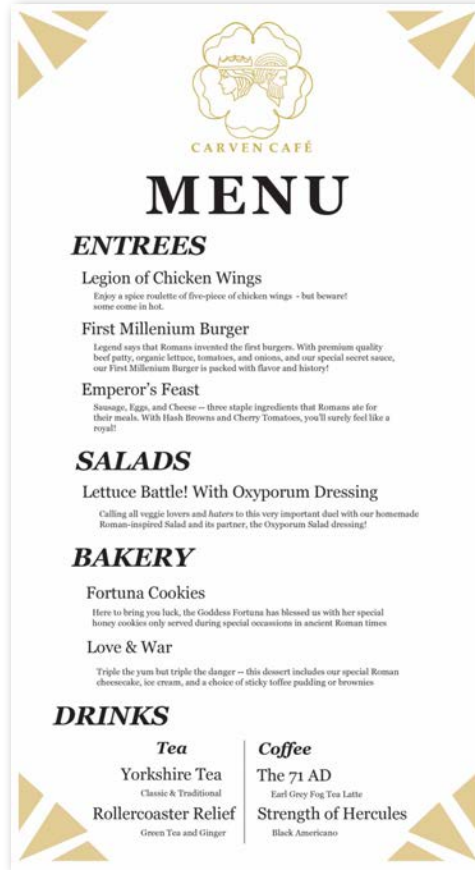 CARVEN CAFÉ
MENU
ENTREES
Legion of Chicken Wings
Enjoy a spice roulette of five-piece of chicken wings - but beware!
some come in hot.
First Millenium Burger
Legend says that Romans invented the first burgers. With premium quality
beef patty, organic lettuce, tomatoes, and onions, and our special secret sauce,
our First Millenium Burger is packed with flavor and history!
Emperor's Feast
Sausage, Eggs, and Cheese -- three staple ingredients that Romans ate for
their meals. With Hash Browns and Cherry Tomatoes, you'll surely feel like a
royal!
SALADS
Lettuce Battle! With Oxyporum Dressing
Calling all veggie lovers and haters to this very important duel with our homemade
Roman-inspired Salad and its partner, the Oxyporum Salad dressing!
BAKERY
Fortuna Cookies
Here to bring you luck, the Goddess Fortuna has blessed us with her special
honey cookies only served during special occassions in ancient Roman times
Love & War
Triple the yum but triple the danger -- this dessert includes our special Roman
cheesecake, ice cream, and a choice of sticky toffee pudding or brownies
DRINKS
Tea
Yorkshire Tea
Classic & Traditional
Rollercoaster Relief
Green Tea and Ginger
Coffee
The 71 AD
Earl Grey Fog Tea Latte
Strength of Hercules
Black Americano